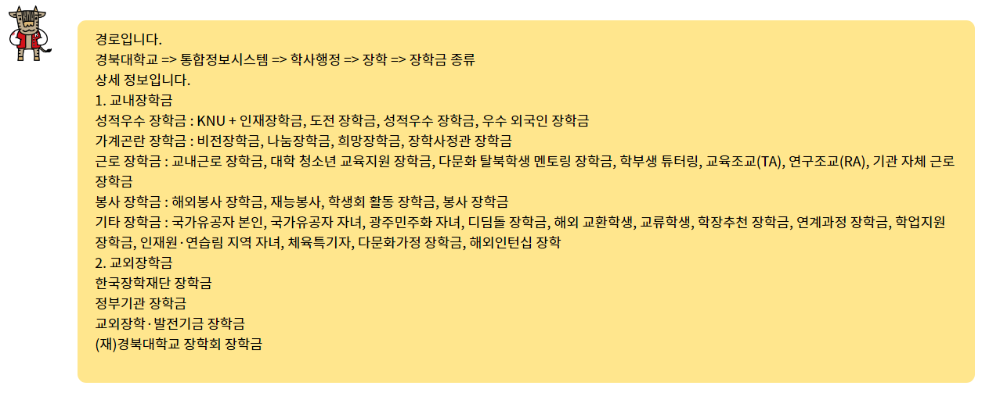 경로입니다.
경북대학교 => 통합정보시스템 => 학사행정 => 장학 => 장학금 종류
상세 정보입니다.
1. 교내장학금
성적우수 장학금 : KNU + 인재장학금, 도전 장학금, 성적우수 장학금, 우수 외국인 장학금
가계곤란 장학금 : 비전장학금, 나눔장학금, 희망장학금, 장학사정관 장학금
근로 장학금 : 교내근로 장학금, 대학 청소년 교육지원 장학금, 다문화 탈북학생 멘토링 장학금, 학부생 튜터링, 교육조교(TA), 연구조교(RA), 기관 자체 근로
장학금
봉사 장학금 : 해외봉사 장학금, 재능봉사, 학생회 활동 장학금, 봉사 장학금
기타 장학금 : 국가유공자 본인, 국가유공자 자녀, 광주민주화 자녀, 디딤돌 장학금, 해외 교환학생, 교류학생, 학장추천 장학금, 연계과정 장학금, 학업지원
장학금, 인재원·연습림 지역 자녀, 체육특기자, 다문화가정 장학금, 해외인턴십 장학
2. 교외장학금
한국장학재단 장학금
정부기관 장학금
교외장학·발전기금 장학금
(재)경북대학교 장학회 장학금